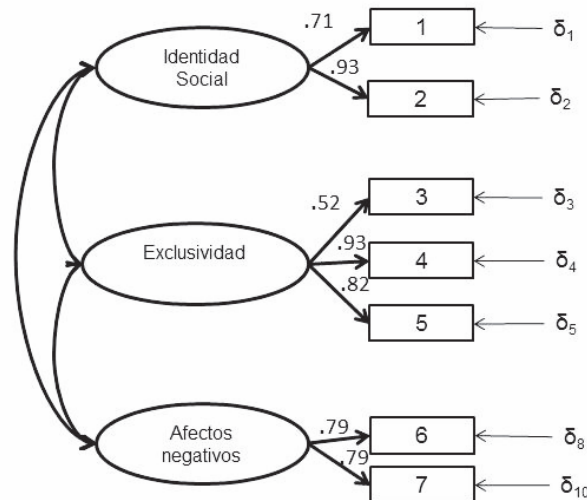 .71
1
δ1
Identidad
Social
.93
2
δ2
.52
3
δ3
Exclusividad
.93
4
δ4
.82
5
δ5
Afectos
negativos
.79
6
δ8
.79
7
δ10